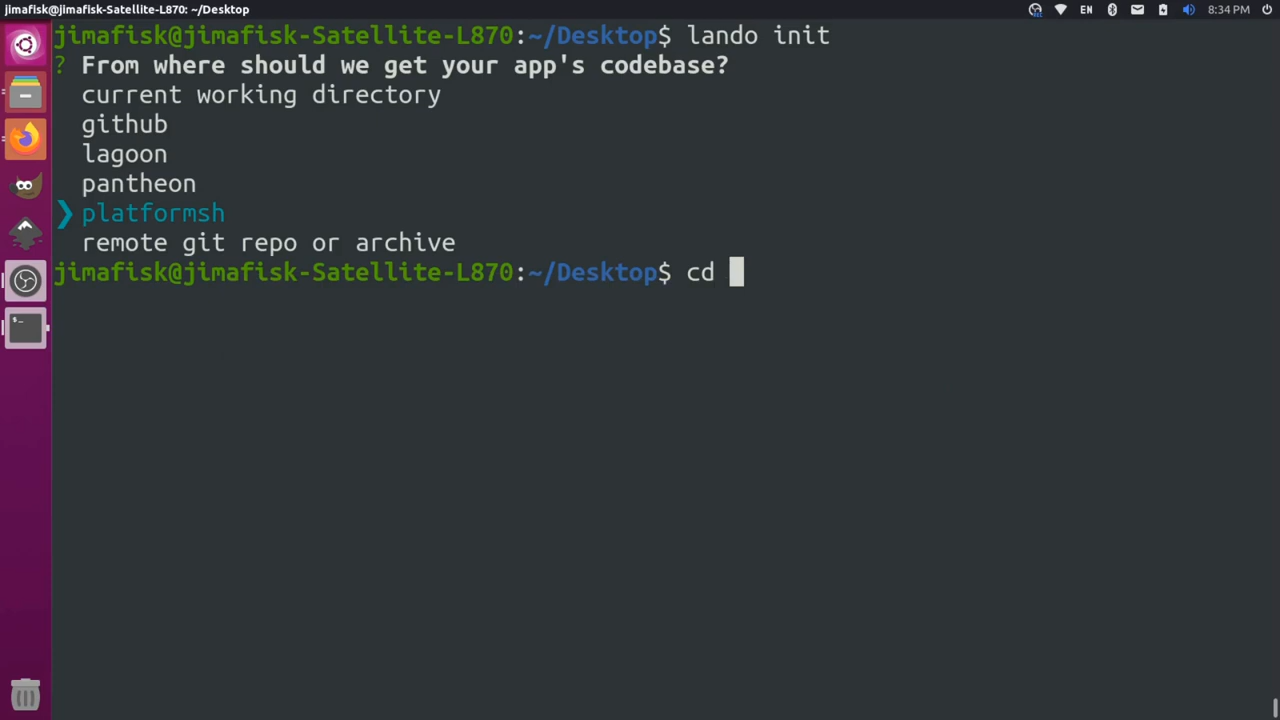 jimafisk@jimafisk-Satellite-L870: ~/Desktop
EN
8:34 PM
jimafisk@jimafisk-Satellite-L870:~/Desktop$ lando init
? From where should we get your app's codebase?
current working directory
github
lagoon
pantheon
❯ platformsh
remote git repo or archive
jimafisk@jimafisk-Satellite-L870:~/Desktop$ cd